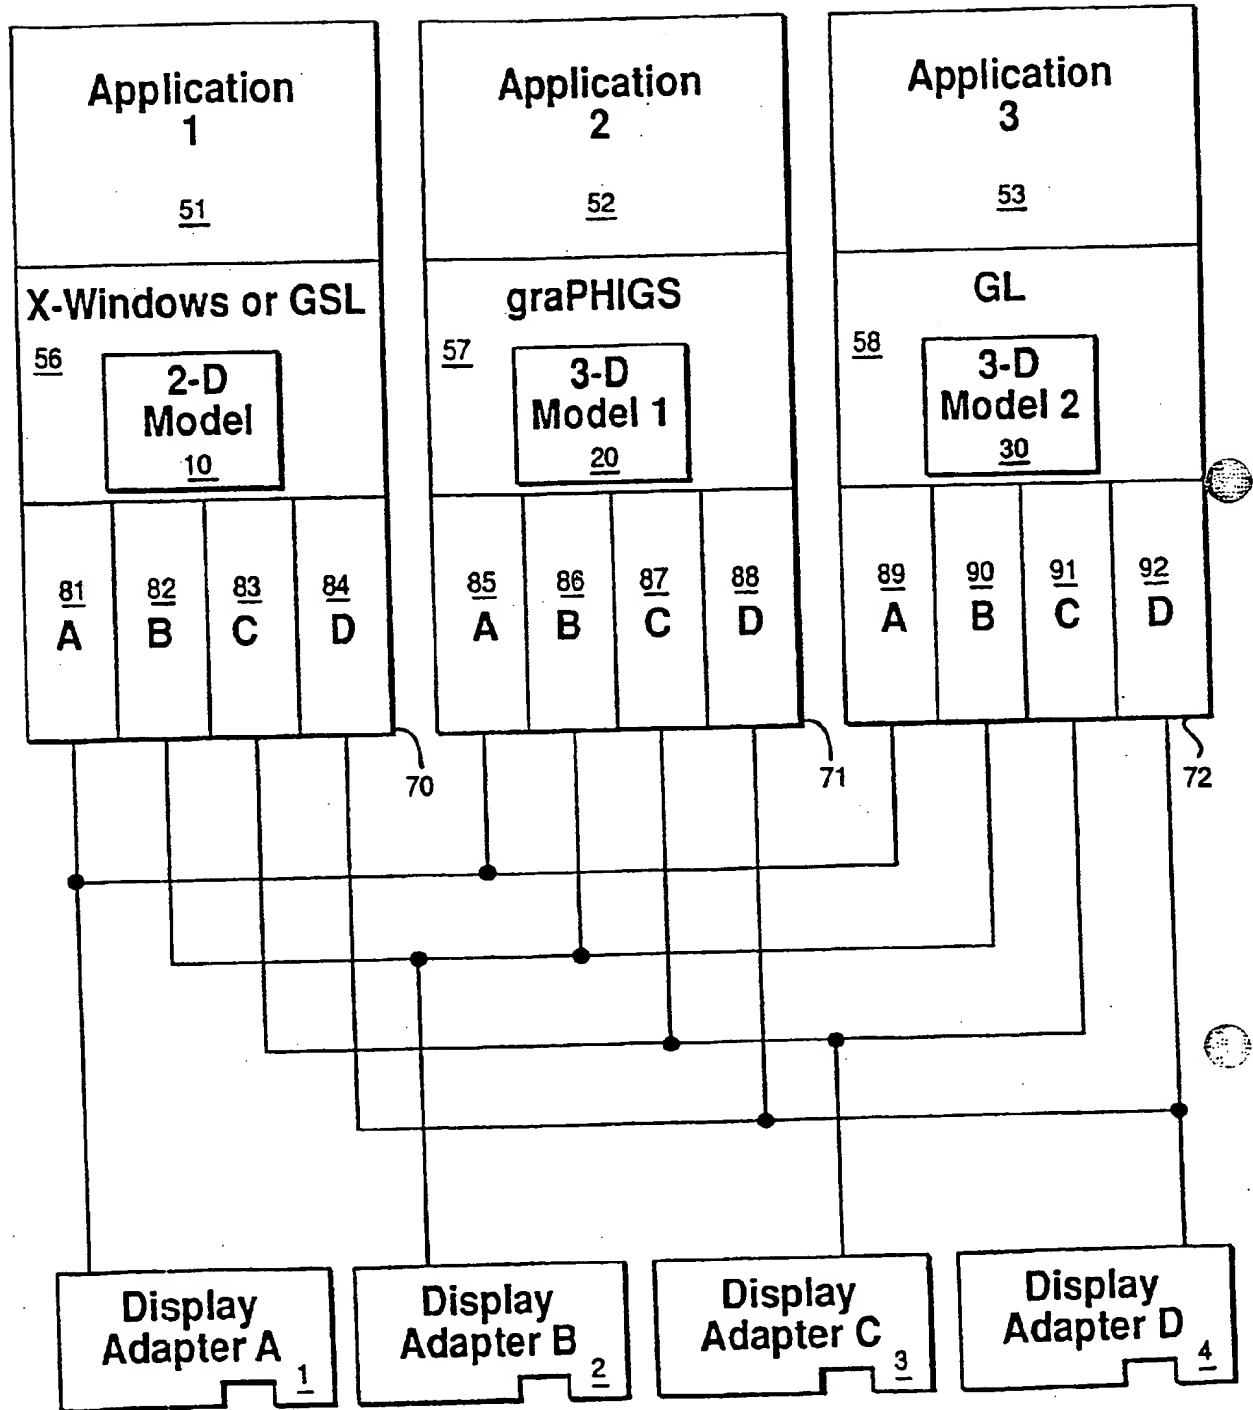 Application
1
51
X-Windows or GSL
56
2-D
Model
10
81
A
82
B
83
C
84
D
70
Application
2
52
graPHIGS
57
3-D
Model 1
20
85
A
86
B
87
C
88
D
71
Application
3
53
GL
58
3-D
Model 2
30
89
A
90
B
91
C
92
D
72
Display
Adapter A
1
Display
Adapter B
2
Display
Adapter C
3
Display
Adapter D
4